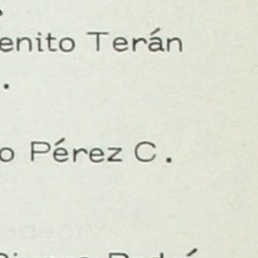 enito Terán
.
o Pérez C.